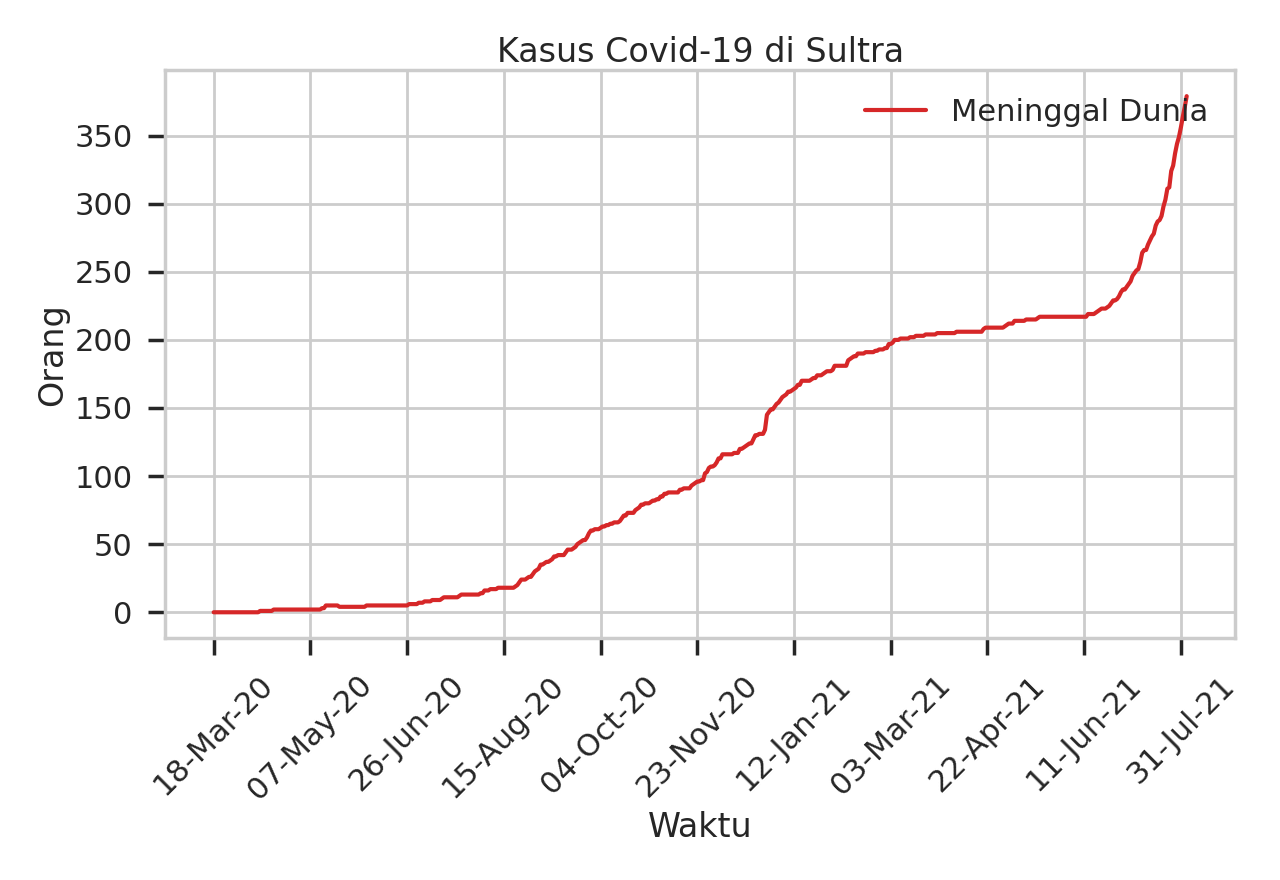 Kasus Covid-19 di Sultra
Meninggal Dunia
Orang
350
300
250
200
150
100
50
0
18-Mar-20
07-May-20
26-Jun-20
15-Aug-20
04-Oct-20
23-Nov-20
12-Jan-21
03-Mar-21
22-Apr-21
11-Jun-21
31-Jul-21
Waktu